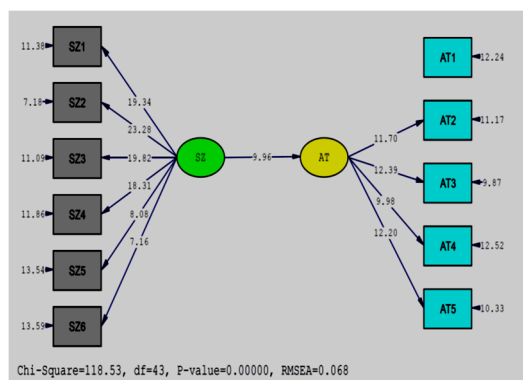 11.38 SZ1 AT1 12.24
7.18 SZ2 19.34 AT2 11.17
23.28 11.70
11.09 SZ3 19.82 SZ 9.96 AT 12.39 AT3 9.87
18.31 9.98
11.86 SZ4 8.08 12.20 AT4 12.52
7.16
13.54 SZ5 AT5 10.33
13.59 SZ6
Chi-Square=118.53, df=43, P-value=0.00000, RMSEA=0.068